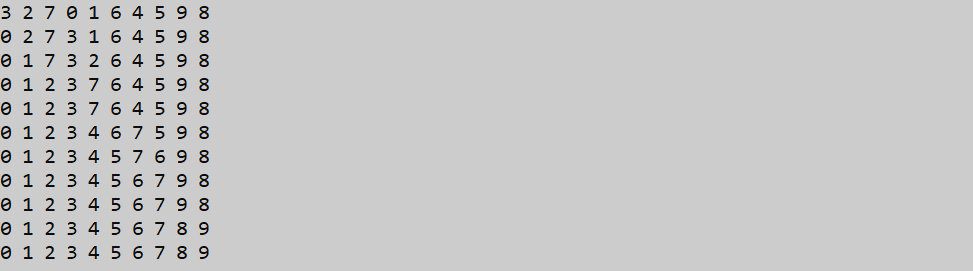 3 2 7 0 1 6 4 5 9 8
0 2 7 3 1 6 4 5 9 8
0 1 7 3 2 6 4 5 9 8
0 1 2 3 7 6 4 5 9 8
0 1 2 3 7 6 4 5 9 8
0 1 2 3 4 6 7 5 9 8
0 1 2 3 4 5 7 6 9 8
0 1 2 3 4 5 6 7 9 8
0 1 2 3 4 5 6 7 9 8
0 1 2 3 4 5 6 7 8 9
0 1 2 3 4 5 6 7 8 9